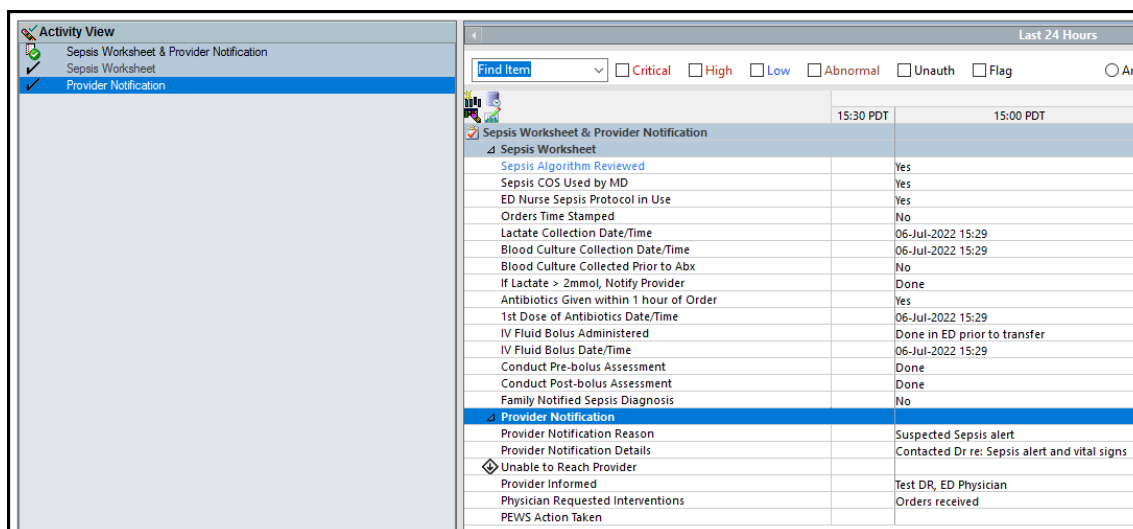 Activity View
Sepsis Worksheet & Provider Notification
Sepsis Worksheet
Provider Notification
Last 24 Hours
Find Item Critical High Low Abnormal Unauth Flag
15:30 PDT 15:00 PDT
Sepsis Worksheet & Provider Notification
Sepsis Worksheet
Sepsis Algorithm Reviewed Yes
Sepsis COS Used by MD Yes
ED Nurse Sepsis Protocol in Use Yes
Orders Time Stamped No
Lactate Collection Date/Time 06-Jul-2022 15:29
Blood Culture Collection Date/Time 06-Jul-2022 15:29
Blood Culture Collected Prior to Abx No
If Lactate > 2mmol, Notify Provider Done
Antibiotics Given within 1 hour of Order Yes
1st Dose of Antibiotics Date/Time 06-Jul-2022 15:29
IV Fluid Bolus Administered Done in ED prior to transfer
IV Fluid Bolus Date/Time 06-Jul-2022 15:29
Conduct Pre-bolus Assessment Done
Conduct Post-bolus Assessment Done
Family Notified Sepsis Diagnosis No
Provider Notification
Provider Notification Reason Suspected Sepsis alert
Provider Notification Details Contacted Dr re: Sepsis alert and vital signs
Unable to Reach Provider
Provider Informed Test DR, ED Physician
Physician Requested Interventions Orders received
PEWS Action Taken